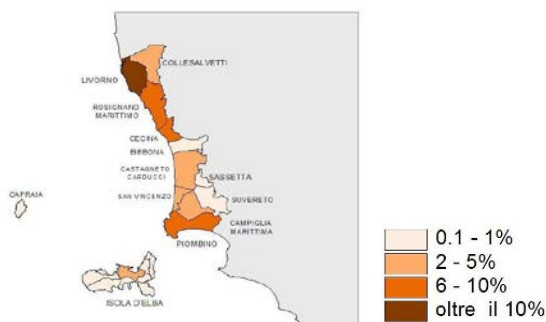 COLLESALVETTI
LIVORNO
ROSIGNANO
MARITTIMO
CECINA
BIBBONA
CASTAGNETO
CARDUCCI
SASSETTA
SAN VINCENZO
SUVERETO
CAPRAIA
CAMPIGLIA
MARITTIMA
PIOMBINO
ISOLA D'ELBA
0.1 - 1%
2 - 5%
6 - 10%
oltre il 10%